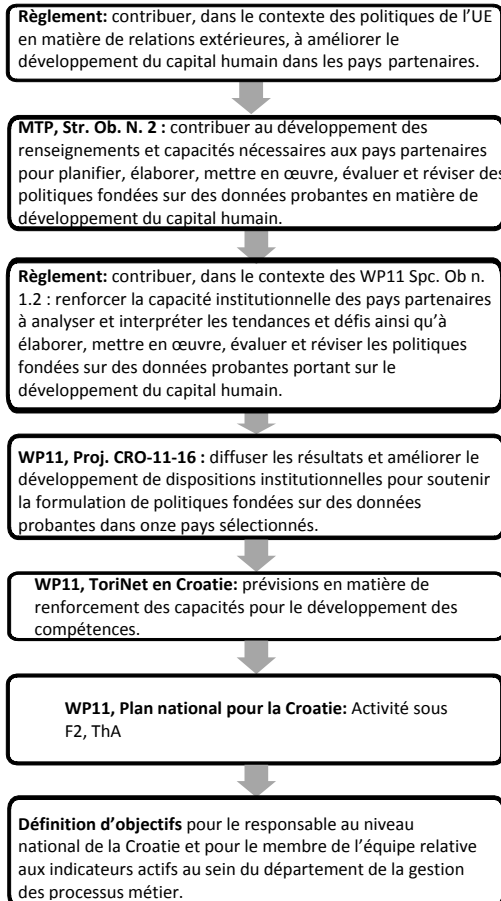 Règlement: contribuer, dans le contexte des politiques de l’UE
en matière de relations extérieures, à améliorer le
développement du capital humain dans les pays partenaires.
MTP, Str. Ob. N. 2 : contribuer au développement des
renseignements et capacités nécessaires aux pays partenaires
pour planifier, élaborer, mettre en œuvre, évaluer et réviser des
politiques fondées sur des données probantes en matière de
développement du capital humain.
Règlement: contribuer, dans le contexte des WP11 Spc. Ob n.
1.2 : renforcer la capacité institutionnelle des pays partenaires
à analyser et interpréter les tendances et défis ainsi qu’à
élaborer, mettre en œuvre, évaluer et réviser les politiques
fondées sur des données probantes portant sur le
développement du capital humain.
WP11, Proj. CRO-11-16 : diffuser les résultats et améliorer le
développement de dispositions institutionnelles pour soutenir
la formulation de politiques fondées sur des données
probantes dans onze pays sélectionnés.
WP11, ToriNet en Croatie: prévisions en matière de
renforcement des capacités pour le développement des
compétences.
WP11, Plan national pour la Croatie: Activité sous
F2, ThA
Définition d’objectifs pour le responsable au niveau
national de la Croatie et pour le membre de l’équipe relative
aux indicateurs actifs au sein du département de la gestion
des processus métier.